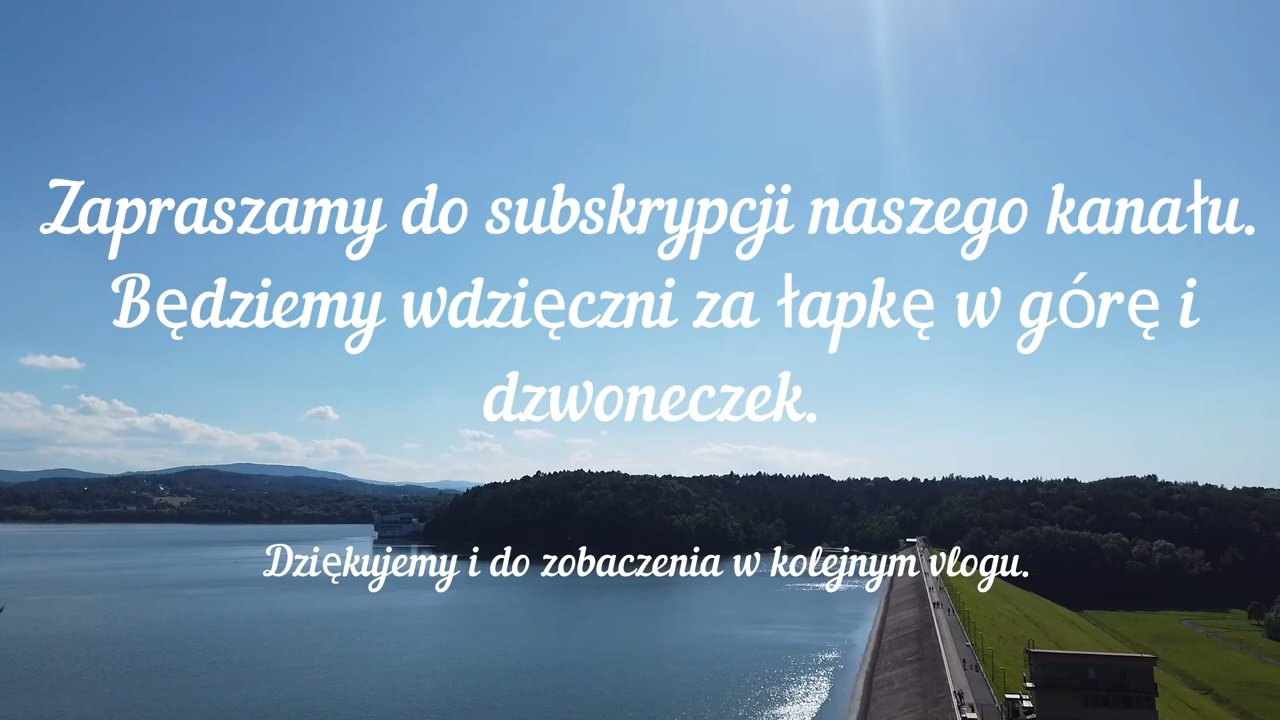 Zapraszamy do subskrypcji naszego kanału.
Będziemy wdzięczni za łapkę w górę i
dzwoneczek.
Dziękujemy i do zobaczenia w kolejnym vlogu.